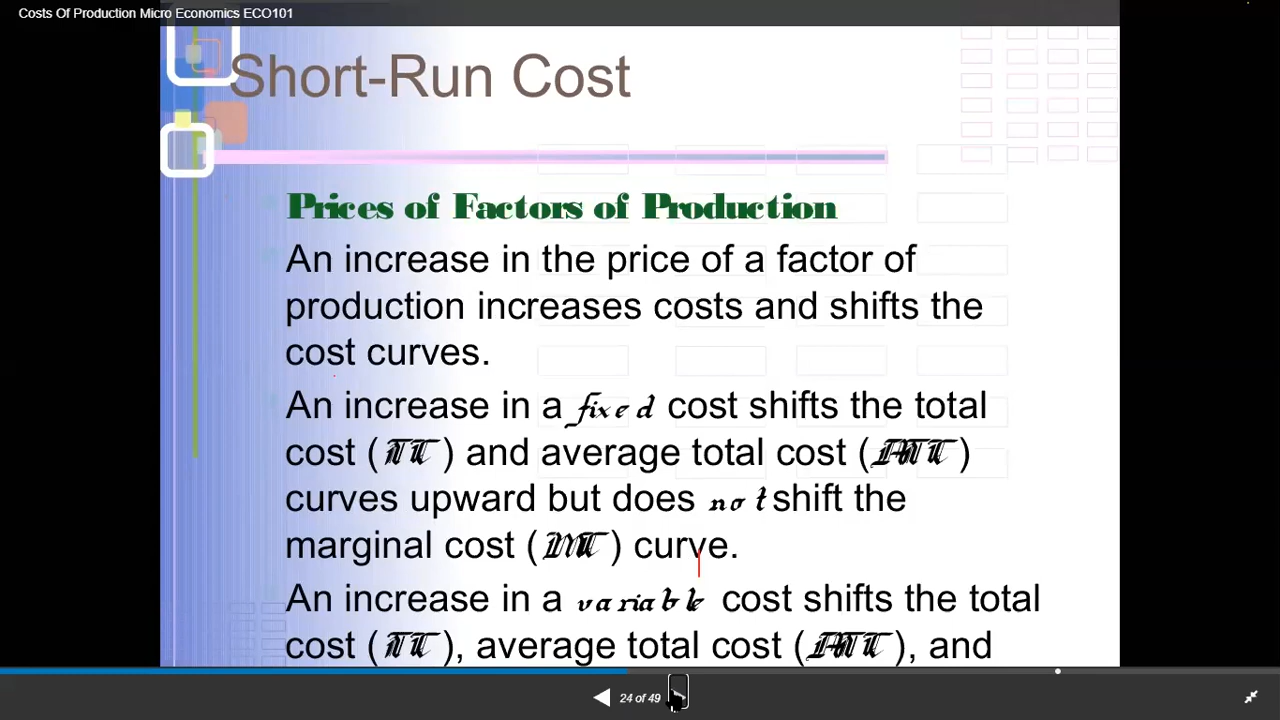 Costs Of Production Micro Economics ECO101
Short-Run Cost
Prices of Factors of Production
An increase in the price of a factor of
production increases costs and shifts the
cost curves.
An increase in a fixed cost shifts the total
cost (TC) and average total cost (ATC)
curves upward but does not shift the
marginal cost (MC) curve.
An increase in a variable cost shifts the total
cost (TC), average total cost (ATC), and
24 of 49